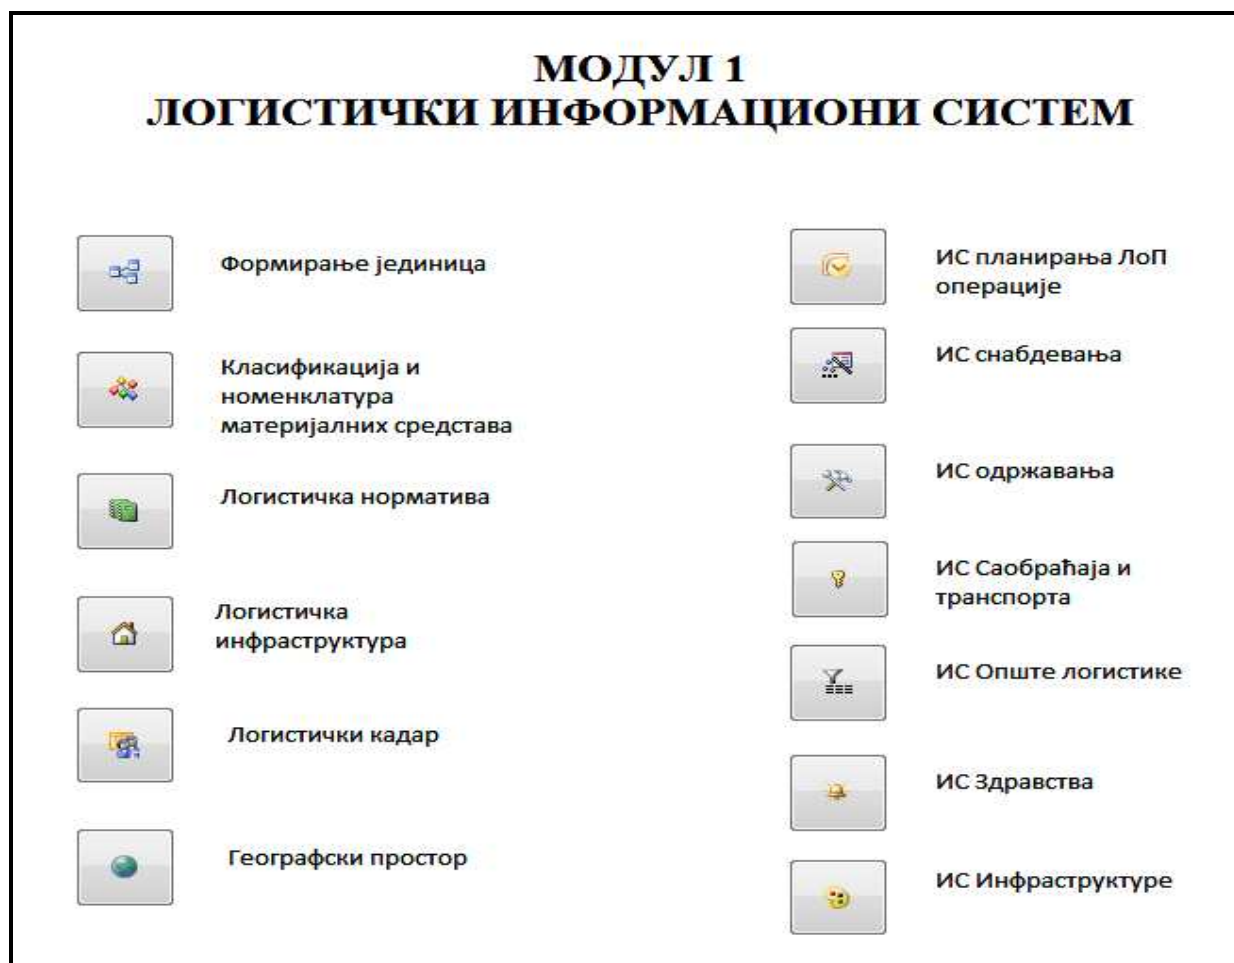 МОДУЛ 1
ЛОГИСТИЧКИ ИНФОРМАЦИОНИ СИСТЕМ
Формирање јединица
Класификација и
номенклатура
материјалних средстава
Логистичка норматива
Логистичка
инфраструктура
Логистички кадар
Географски простор
ИС планирања ЛоП
операције
ИС снабдевања
ИС одржавања
ИС Саобраћаја и
транспорта
ИС Опште логистике
ИС Здравства
ИС Инфраструктуре